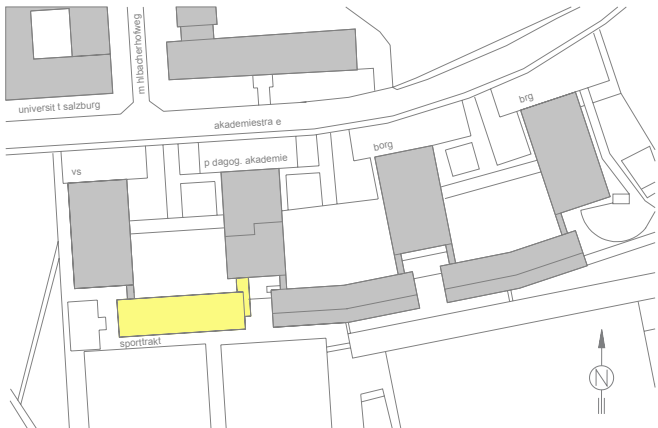 m hlbacherhofweg
universit t salzburg
akademiestra e
brg
borg
p dagog. akademie
vs
sporttrakt
N